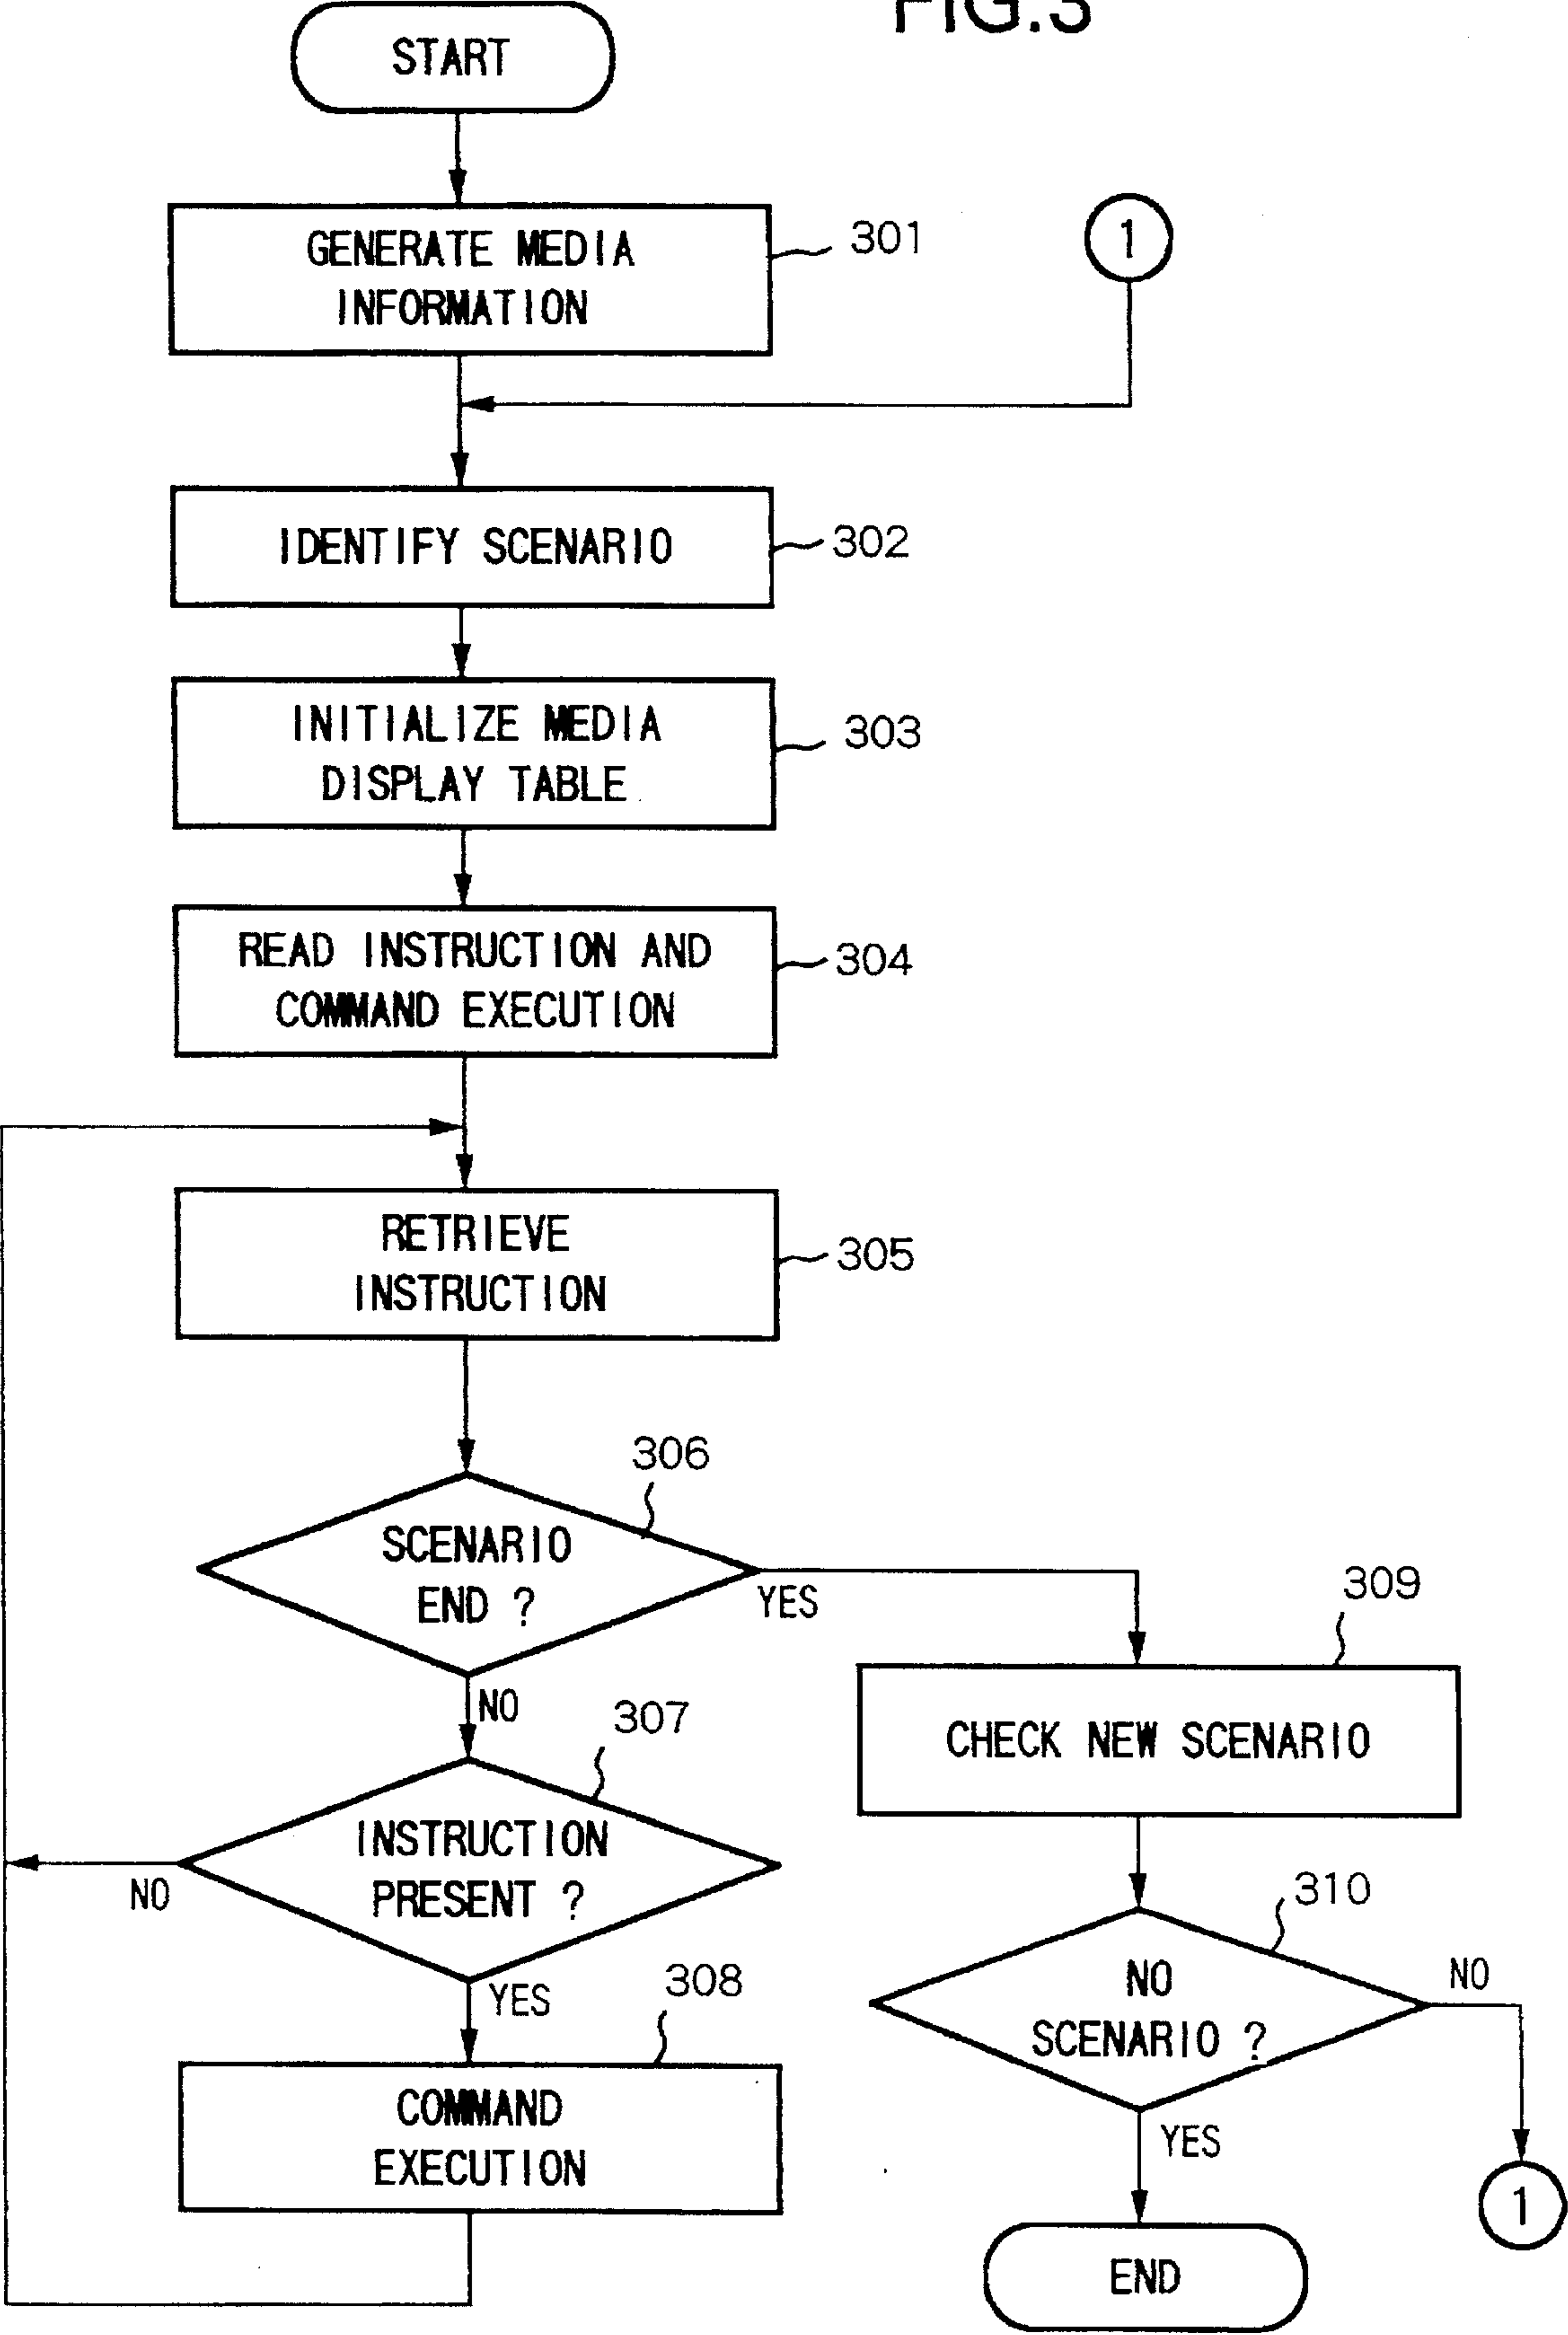 FIG.3
START
GENERATE MEDIA
INFORMATION
301
1
IDENTIFY SCENARIO
302
INITIALIZE MEDIA
DISPLAY TABLE
303
READ INSTRUCTION AND
COMMAND EXECUTION
304
RETRIEVE
INSTRUCTION
305
306
SCENARIO
END ?
YES
NO
307
INSTRUCTION
PRESENT ?
NO
YES
308
COMMAND
EXECUTION
309
CHECK NEW SCENARIO
310
NO
SCENARIO ?
NO
YES
1
END